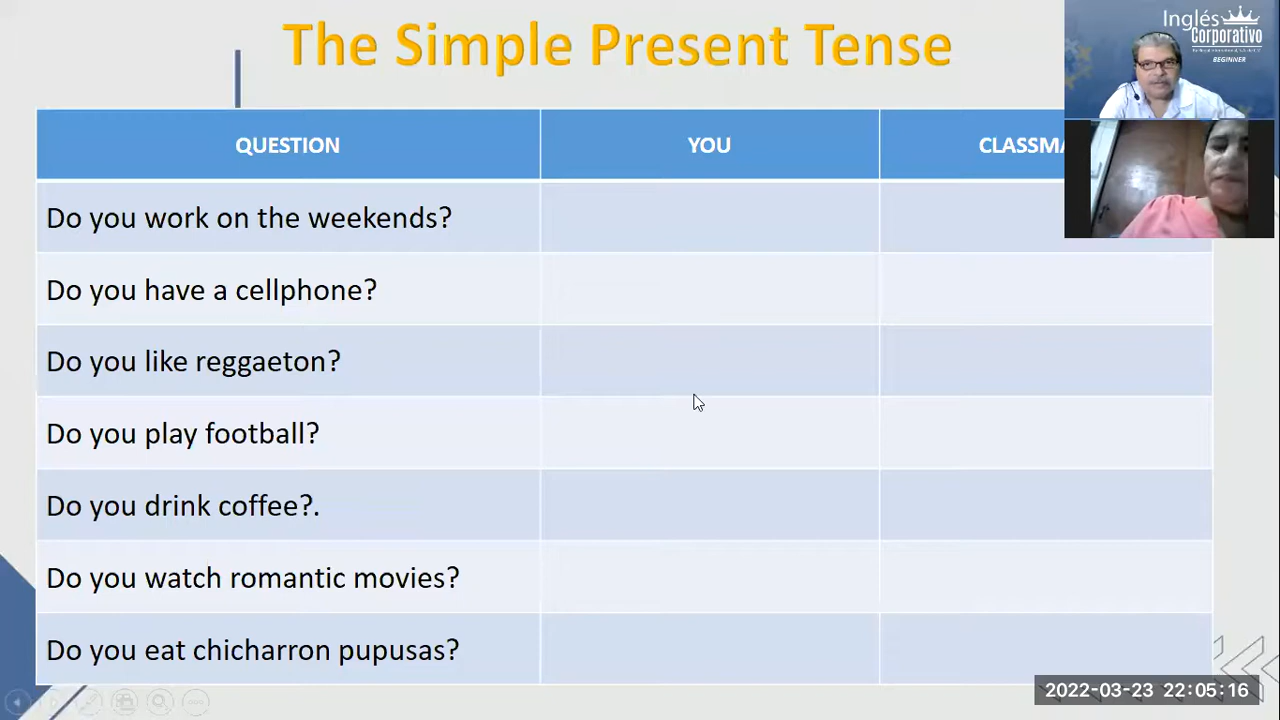 The Simple Present Tense
Inglés
Corporativo
BEGINNER
QUESTION YOU CLASSMA
Do you work on the weekends?
Do you have a cellphone?
Do you like reggaeton?
Do you play football?
Do you drink coffee?.
Do you watch romantic movies?
Do you eat chicharron pupusas?
2022-03-23 22:05:16